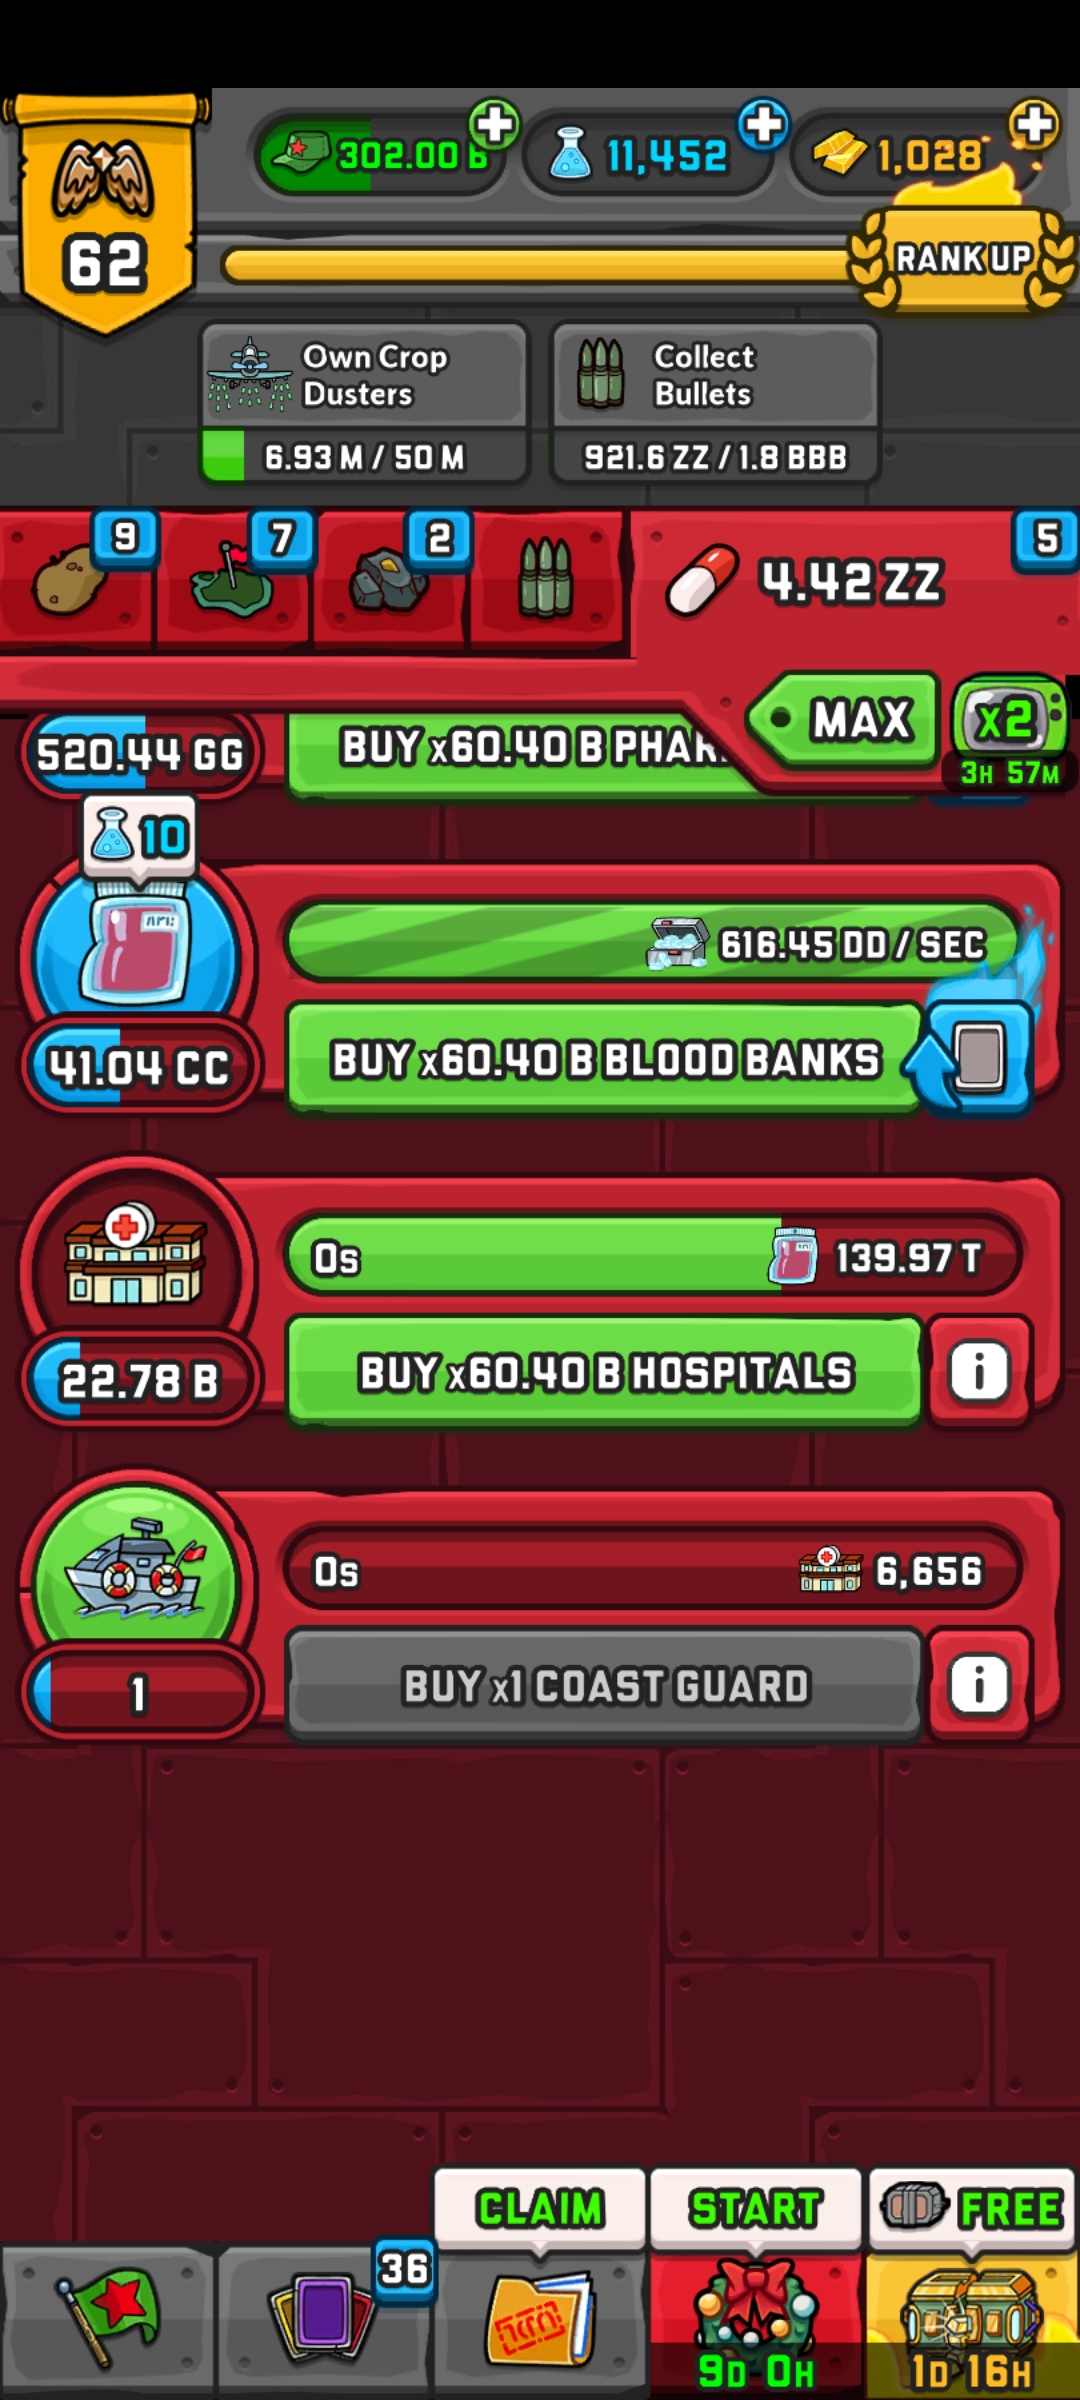 302.00 B
11,452
1,028
62
RANK UP
Own Crop
Dusters
6.93 M / 50 M
Collect
Bullets
921.6 ZZ / 1.8 BBB
9
7
2
5
4.42 ZZ
MAX
x2
3H 57M
520.44 GG
BUY x60.40 B PHAR
10
616.45 DD / SEC
41.04 CC
BUY x60.40 B BLOOD BANKS
0s
139.97 T
22.78 B
BUY x60.40 B HOSPITALS
i
0s
6,656
1
BUY x1 COAST GUARD
i
CLAIM
START
FREE
36
9D 0H
1D 16H